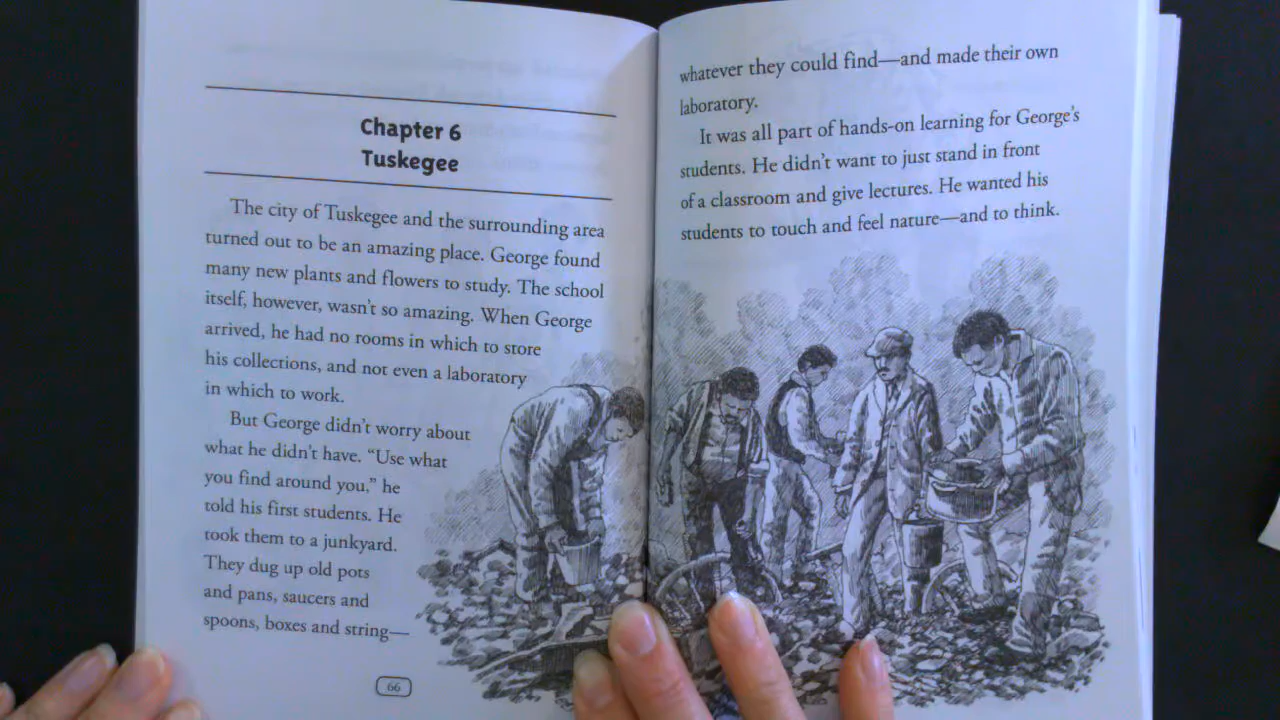 Chapter 6
Tuskegee
The city of Tuskegee and the surrounding area
turned out to be an amazing place. George found
many new plants and flowers to study. The school
itself, however, wasn't so amazing. When George
arrived, he had no rooms in which to store
his collections, and not even a laboratory
in which to work.
But George didn't worry about
what he didn't have. “Use what
you find around you,” he
told his first students. He
took them to a junkyard.
They dug up old pots
and pans, saucers and
spoons, boxes and string—
66
whatever they could find—and made their own
laboratory.
It was all part of hands-on learning for George's
students. He didn't want to just stand in front
of a classroom and give lectures. He wanted his
students to touch and feel nature—and to think.